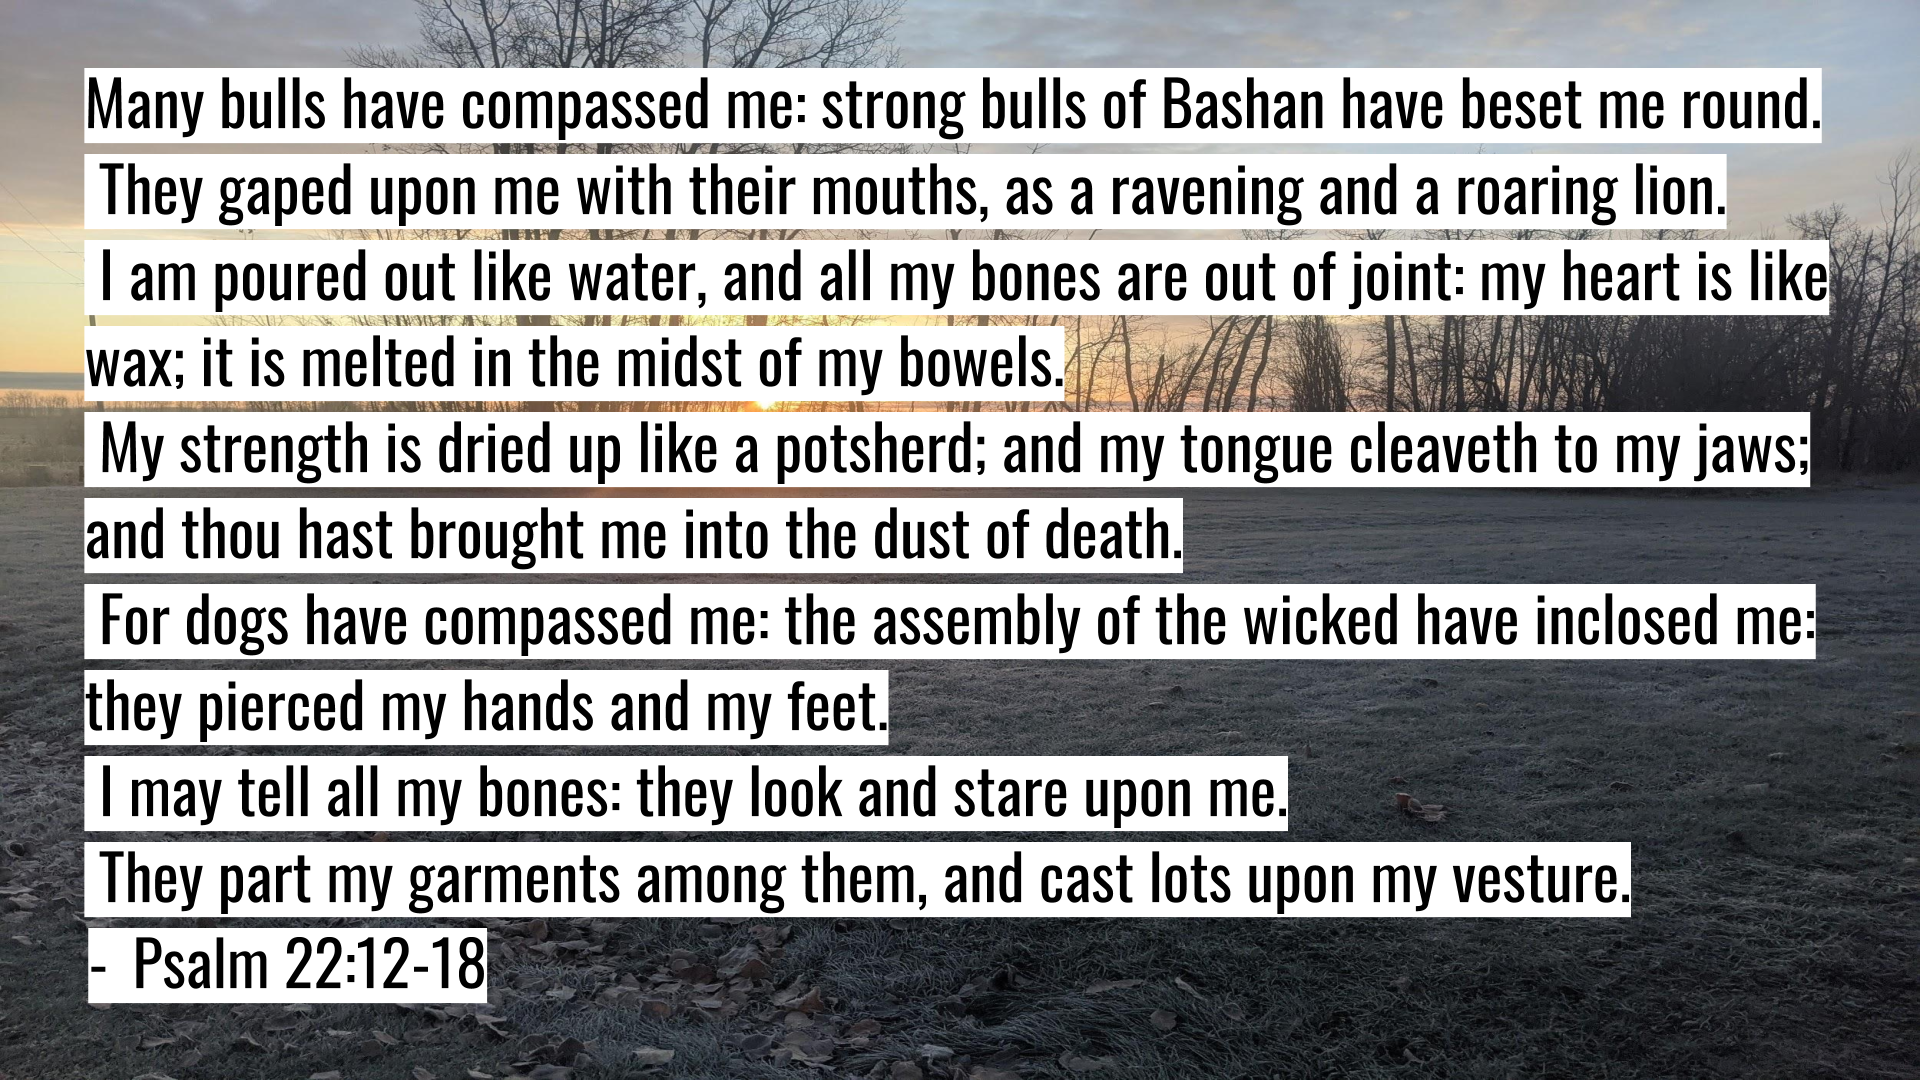 Many bulls have compassed me: strong bulls of Bashan have beset me round.
They gaped upon me with their mouths, as a ravening and a roaring lion.
I am poured out like water, and all my bones are out of joint: my heart is like
wax; it is melted in the midst of my bowels.
My strength is dried up like a potsherd; and my tongue cleaveth to my jaws;
and thou hast brought me into the dust of death.
For dogs have compassed me: the assembly of the wicked have inclosed me:
they pierced my hands and my feet.
I may tell all my bones: they look and stare upon me.
They part my garments among them, and cast lots upon my vesture.
- Psalm 22:12-18